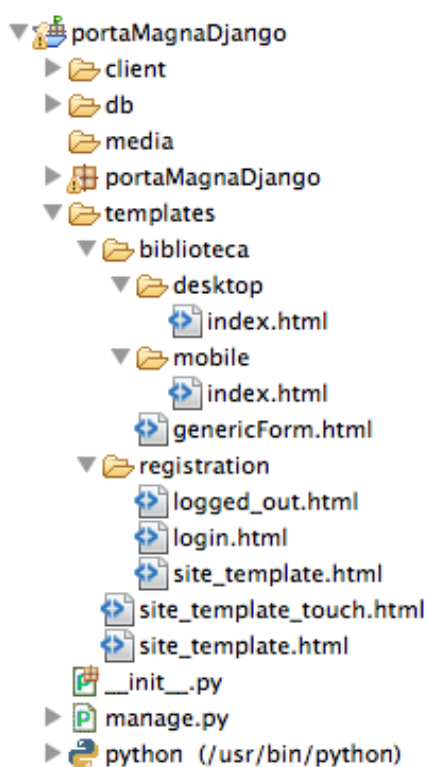 portaMagnaDjango
client
db
media
portaMagnaDjango
templates
biblioteca
desktop
index.html
mobile
index.html
genericForm.html
registration
logged_out.html
login.html
site_template.html
site_template_touch.html
site_template.html
__init__.py
manage.py
python (/usr/bin/python)